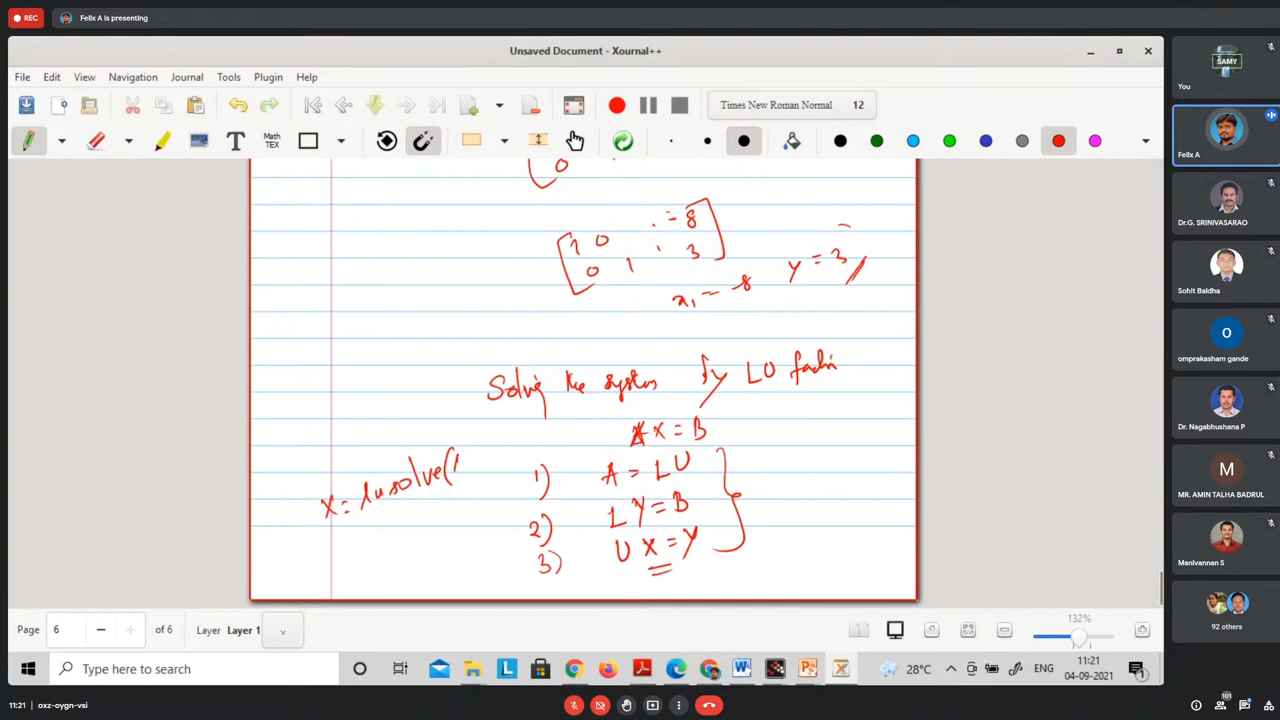 REC
Felix A is presenting
Unsaved Document - Xournal++
File Edit View Navigation Journal Tools Plugin Help
Times New Roman Normal 12
T Math TEX
0
1 0 : = 8
0 1 : 3
x₁ = 8 y = 3
Solve the system by LU
AX = B
1) A = LU
2) LY = B
3) UX = Y
X = lusolve(
Page 6 of 6 Layer Layer 1 132%
Type here to search
28°C ENG 11:21 04-09-2021
11:21 oxz-oygn-vsi
SAMY
You
Felix A
Dr.G. SRINIVASARAO
Sohit Baldha
O
omprakasham gande
Dr. Nagabhushana P
M
MR. AMIN TALHA BADRUL
Manivannan S
92 others
101